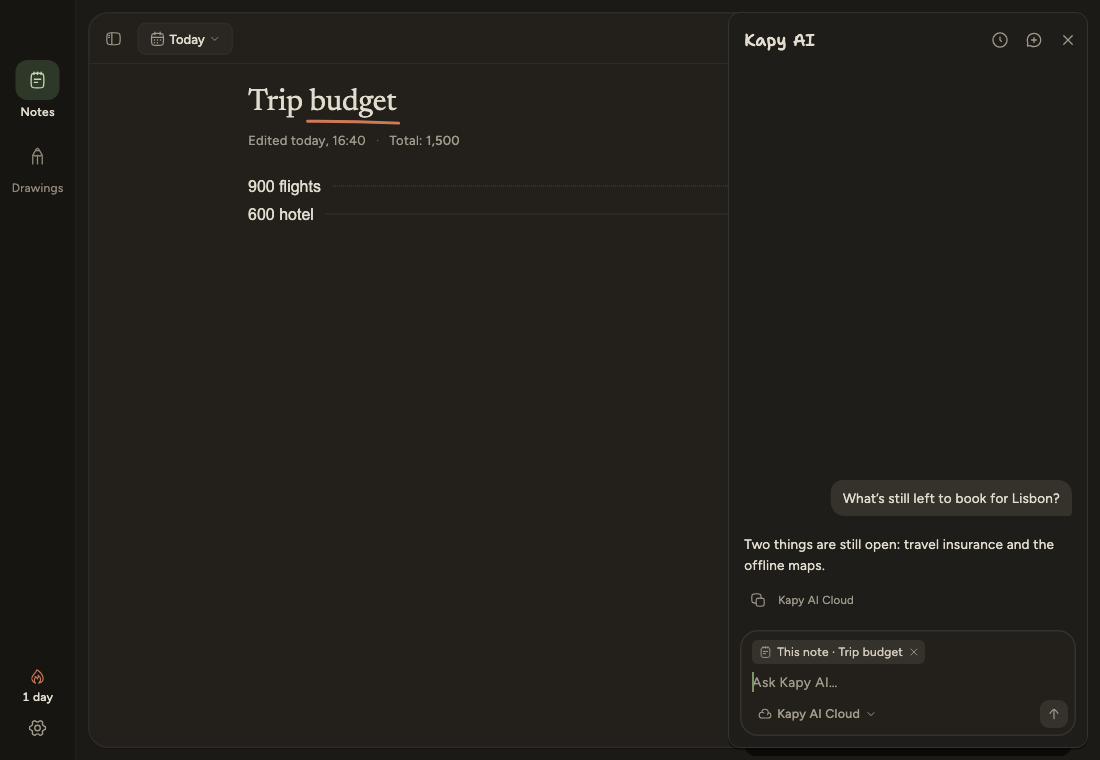 Today
Kapy AI
Notes
Drawings
Trip budget
Edited today, 16:40 · Total: 1,500
900 flights
600 hotel
What's still left to book for Lisbon?
Two things are still open: travel insurance and the
offline maps.
Kapy AI Cloud
This note · Trip budget
Ask Kapy AI...
Kapy AI Cloud
1 day